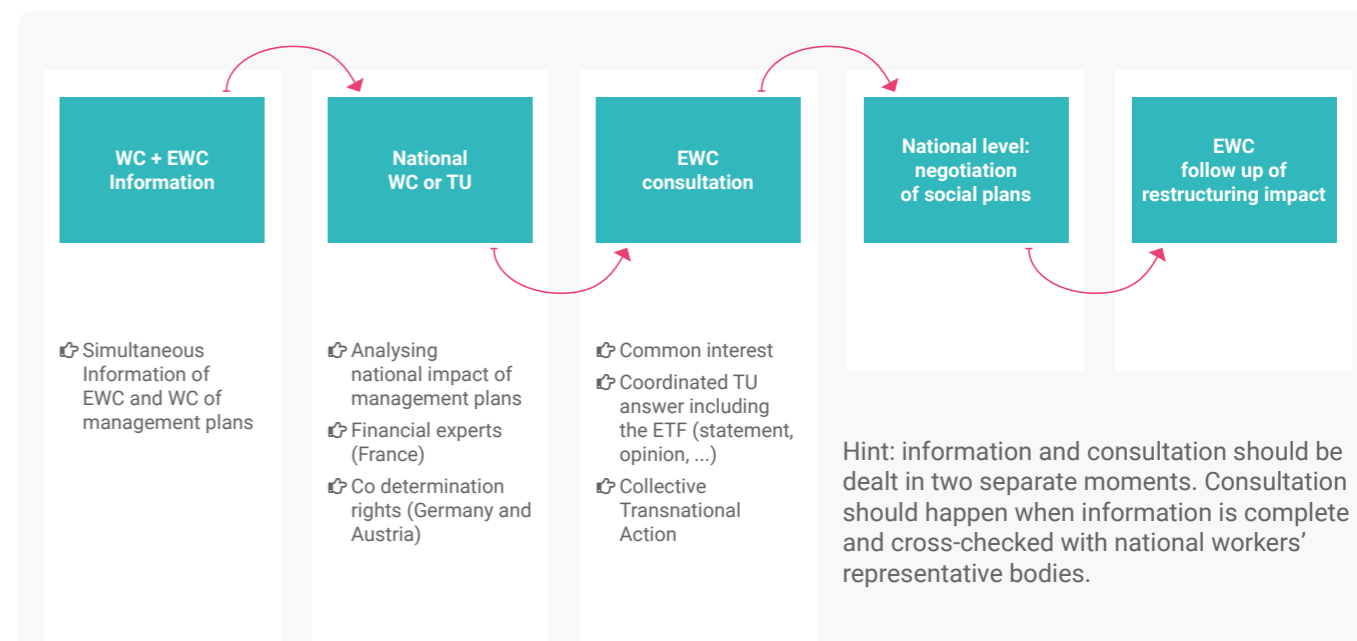 WC + EWC
Information
National
WC or TU
EWC
consultation
National level:
negotiation
of social plans
EWC
follow up of
restructuring impact
Simultaneous
Information of
EWC and WC of
management plans
Analysing
national impact of
management plans
Financial experts
(France)
Co determination
rights (Germany and
Austria)
Common interest
Coordinated TU
answer including
the ETF (statement,
opinion, ...)
Collective
Transnational
Action
Hint: information and consultation should be
dealt in two separate moments. Consultation
should happen when information is complete
and cross-checked with national workers’
representative bodies.